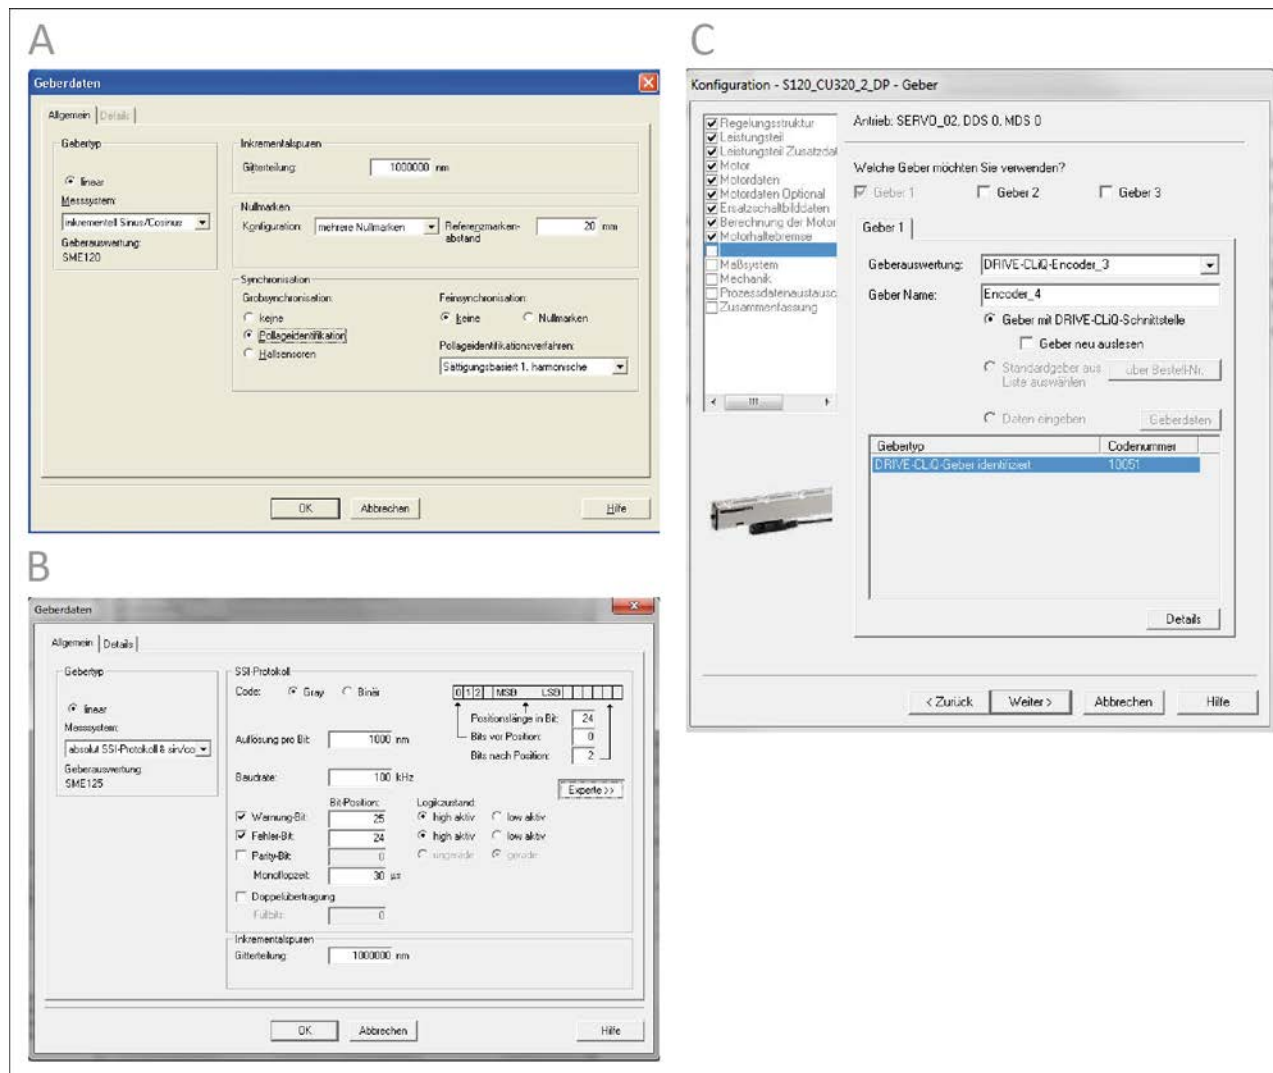 A
Geberdaten
Allgemein Details
Gebertyp
linear
Messsystem:
inkrementell Sinus/Cosinus
Geberauswertung:
SME120
Inkrementalspuren
Gitterteilung: 1000000 nm
Nullmarken
Konfiguration: mehrere Nullmarken Referenzmarken-
abstand 20 mm
Synchronisation
Grobsynchronisation: Feinsynchronisation:
keine keine Nullmarken
Pollageidentifikation
Hallsensoren
Pollageidentifikationsverfahren:
Sättigungsbasiert 1. harmonische
OK Abbrechen Hilfe
B
Geberdaten
Allgemein Details
Gebertyp
linear
Messsystem:
absolut SSI-Protokoll & sin/co
Geberauswertung:
SME125
SSI-Protokoll
Code: Gray Binär
0 1 2 MSB LSB
Positionslänge in Bit: 24
Bits vor Position: 0
Bits nach Position: 2
Auflösung pro Bit: 1000 nm
Baudrate: 100 kHz
Experte >>
Bit-Position: Logikzustand:
Warnung-Bit: 25 high aktiv low aktiv
Fehler-Bit: 24 high aktiv low aktiv
Parity-Bit: 0 ungerade gerade
Monoflopzeit: 30 µs
Doppelübertragung
Füllbits: 0
Inkrementalspuren
Gitterteilung: 1000000 nm
OK Abbrechen Hilfe
C
Konfiguration - S120_CU320_2_DP - Geber
Regelungsstruktur
Leistungsteil
Leistungsteil Zusatzdat
Motor
Motordaten
Motordaten Optional
Ersatzschaltbilddaten
Berechnung der Motor
Motorhaltebremse
Maßsystem
Mechanik
Prozessdatenaustausc
Zusammenfassung
Antrieb: SERVO_02, DDS 0, MDS 0
Welche Geber möchten Sie verwenden?
Geber 1 Geber 2 Geber 3
Geber 1
Geberauswertung: DRIVE-CLiQ-Encoder_3
Geber Name: Encoder_4
Geber mit DRIVE-CLiQ-Schnittstelle
Geber neu auslesen
Standardgeber aus
Liste auswählen über Bestell-Nr.
Daten eingeben Geberdaten
Gebertyp Codenummer
DRIVE-CLiQ-Geber identifiziert 10051
Details
< Zurück Weiter > Abbrechen Hilfe